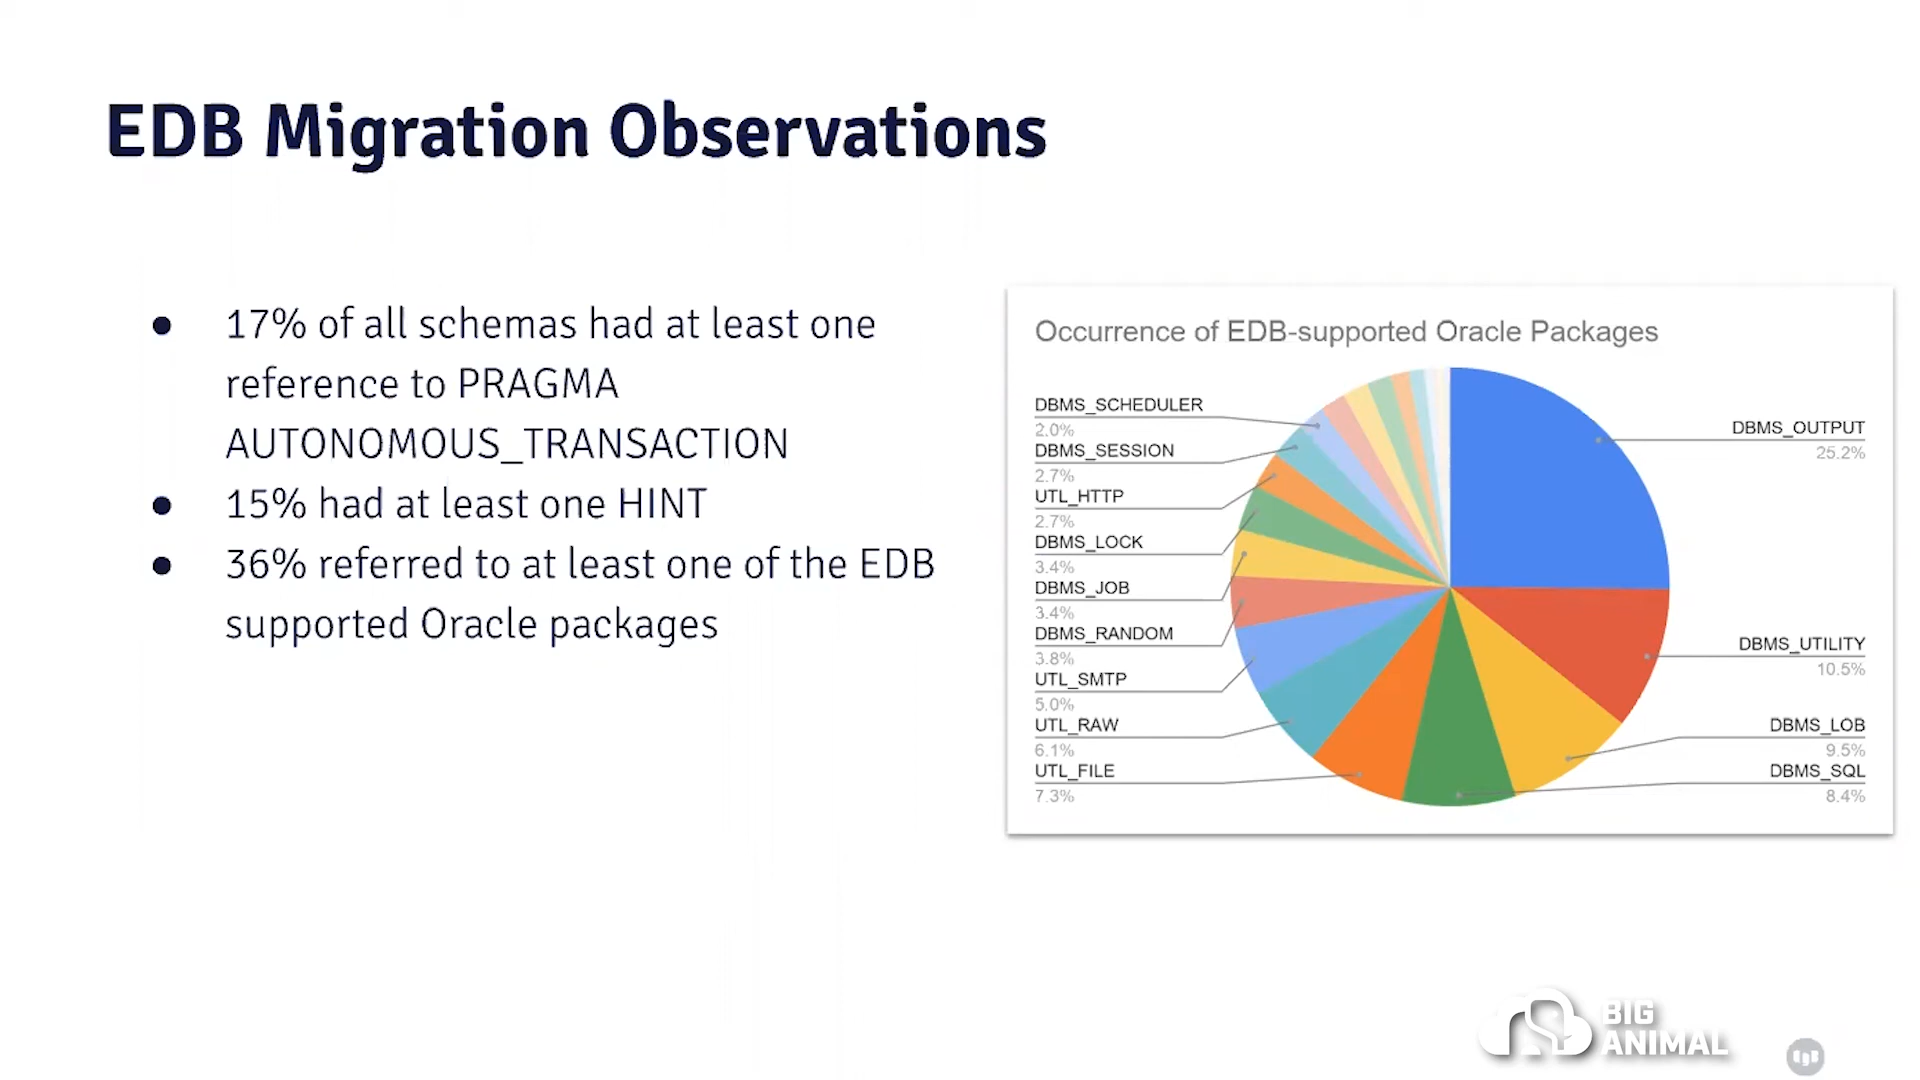 EDB Migration Observations
● 17% of all schemas had at least one
reference to PRAGMA
AUTONOMOUS_TRANSACTION
● 15% had at least one HINT
● 36% referred to at least one of the EDB
supported Oracle packages
Occurrence of EDB-supported Oracle Packages
DBMS_SCHEDULER
2.0%
DBMS_SESSION
2.7%
UTL_HTTP
2.7%
DBMS_LOCK
3.4%
DBMS_JOB
3.4%
DBMS_RANDOM
3.8%
UTL_SMTP
5.0%
UTL_RAW
6.1%
UTL_FILE
7.3%
DBMS_OUTPUT
25.2%
DBMS_UTILITY
10.5%
DBMS_LOB
9.5%
DBMS_SQL
8.4%
BIG
ANIMAL